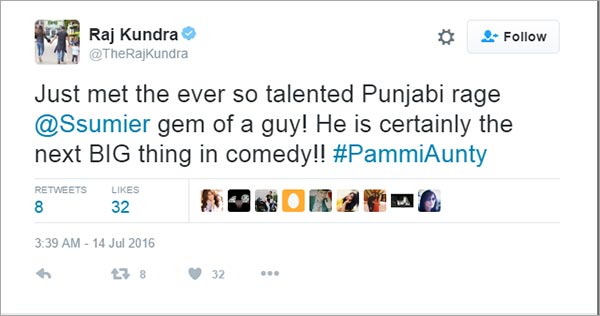 Raj Kundra
@TheRajKundra
Follow
Just met the ever so talented Punjabi rage
@Ssumier gem of a guy! He is certainly the
next BIG thing in comedy!! #PammiAunty
RETWEETS LIKES
8 32
3:39 AM - 14 Jul 2016
8 32